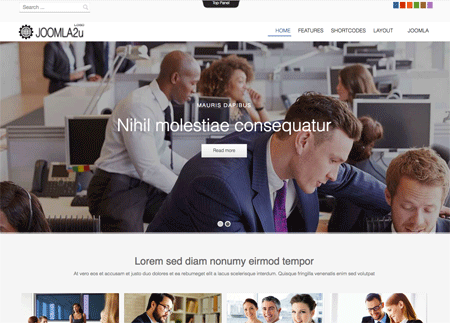 Search ...
Top Panel
JOOMLA2u
HOME FEATURES SHORTCODES LAYOUT JOOMLA
MAURIS DAPIBUS
Nihil molestiae consequatur
Read more
Lorem sed diam nonumy eirmod tempor
At vero eos et accusam et justo duo dolores et ea rebumeget elit a scelerisque interdum. Quisque fringilla venenatis enim sed volutpat